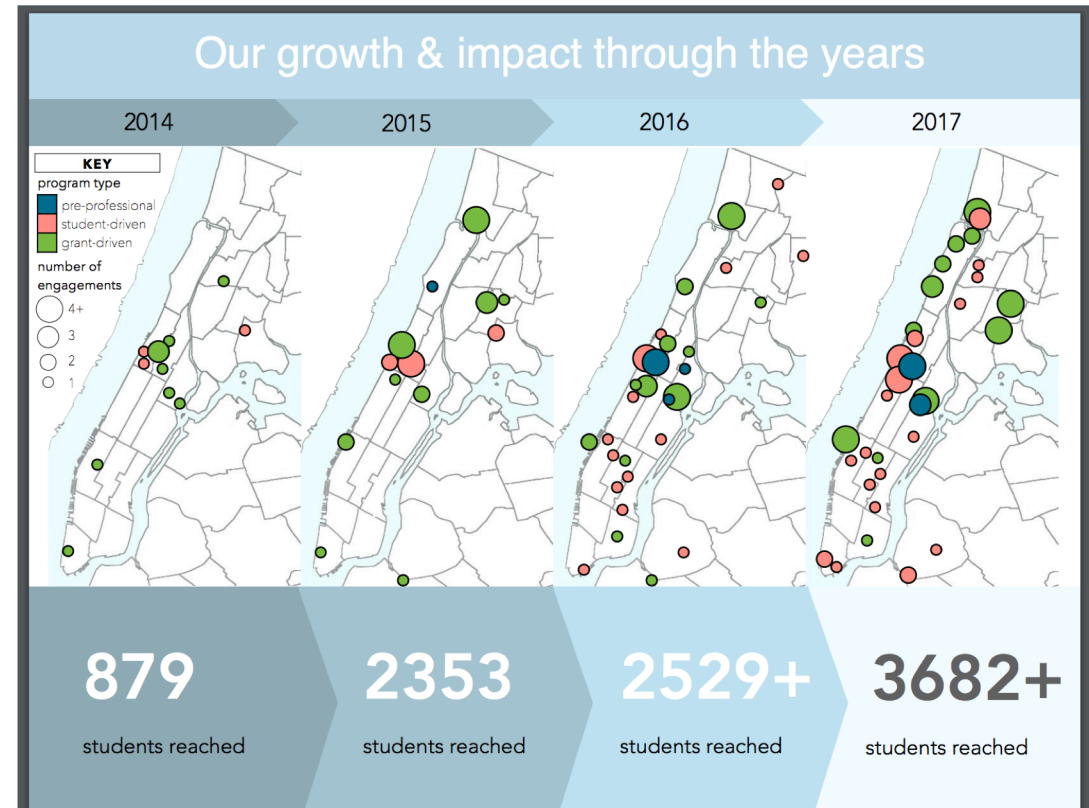 Our growth & impact through the years
2014
2015
2016
2017
KEY
program type
pre-professional
student-driven
grant-driven
number of
engagements
4+
3
2
1
879
2353
2529+
3682+
students reached
students reached
students reached
students reached